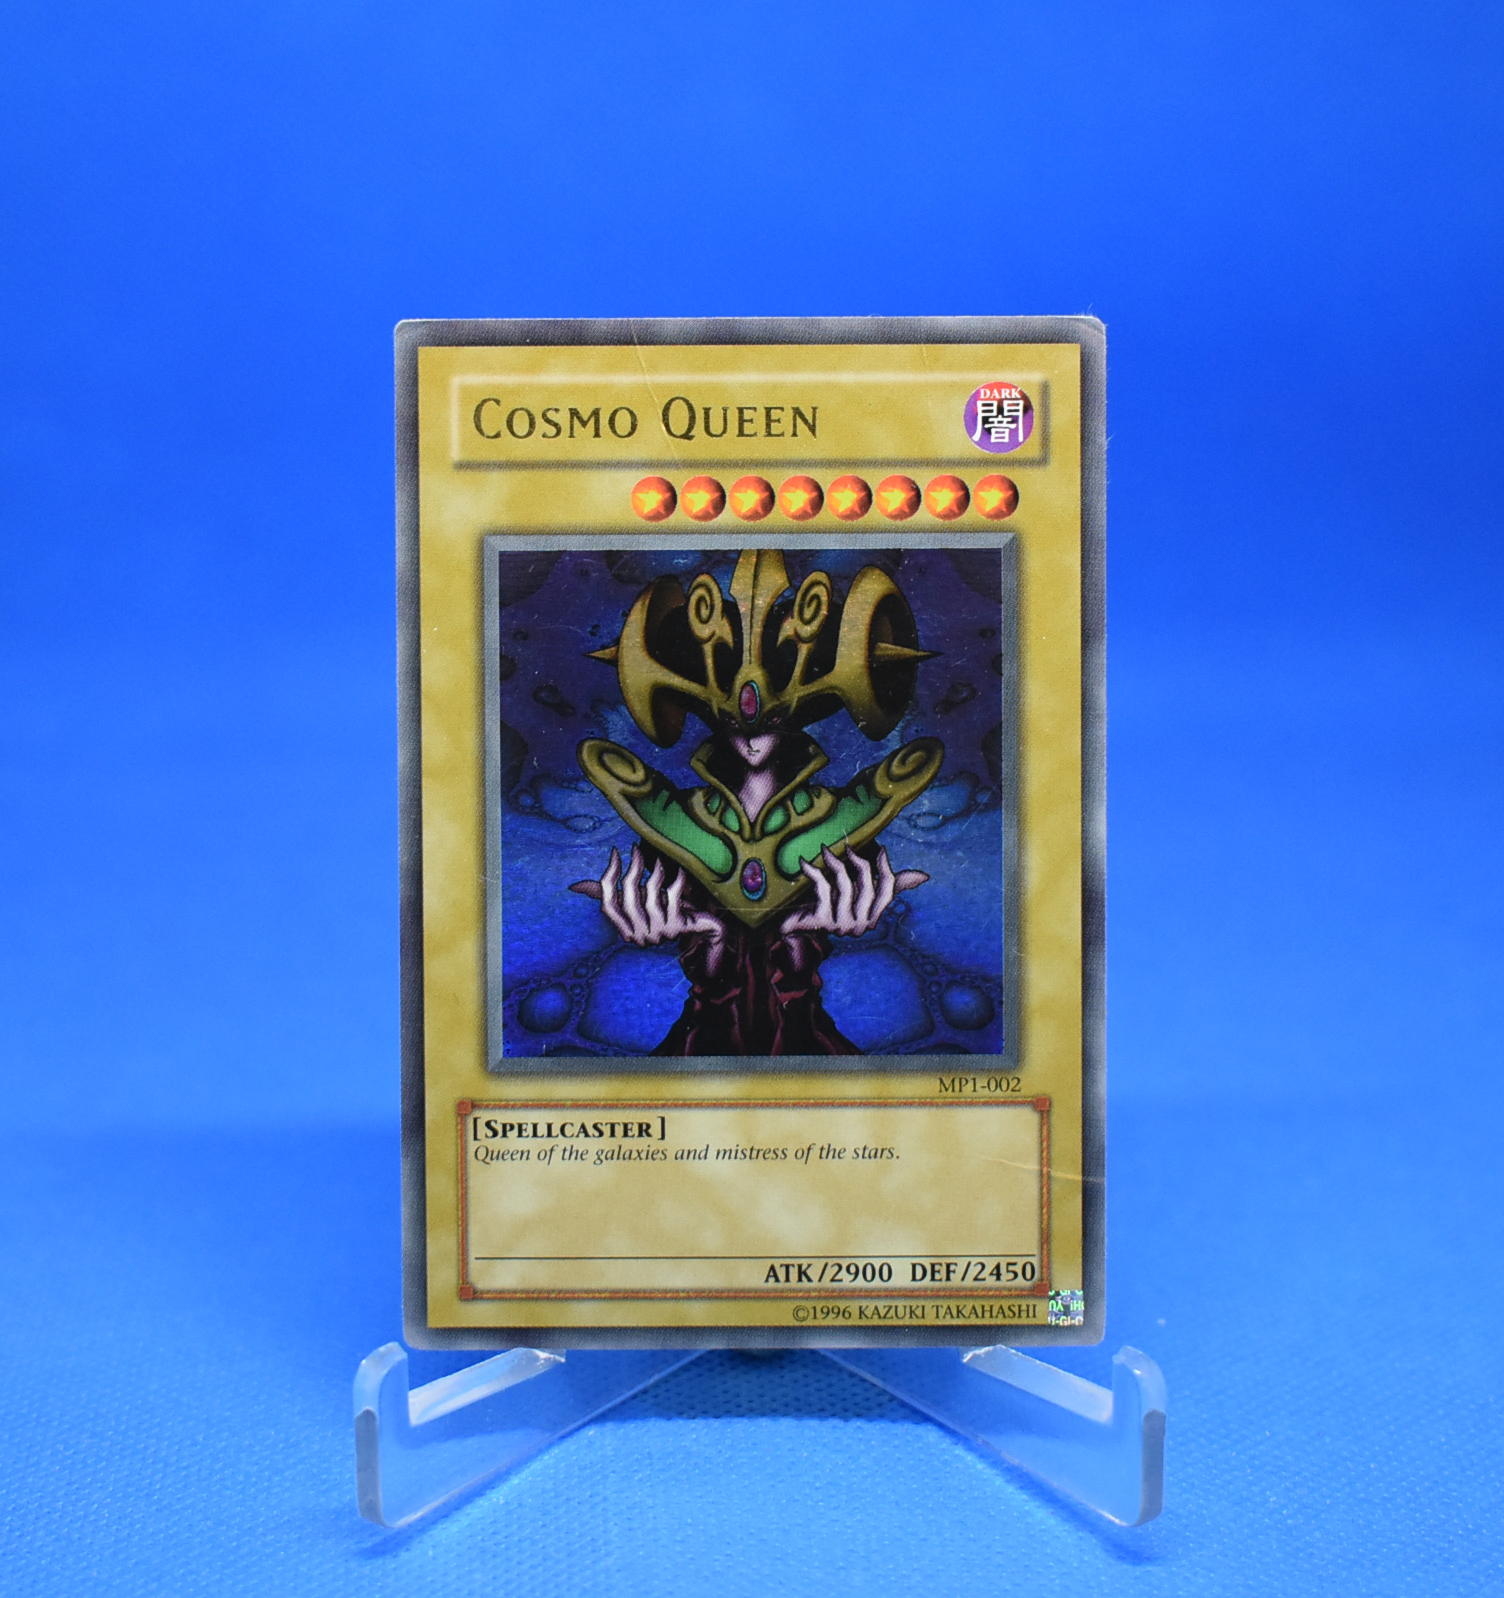 COSMO QUEEN
DARK
闇
MP1-002
[SPELLCASTER]
Queen of the galaxies and mistress of the stars.
ATK/2900 DEF/2450
©1996 KAZUKI TAKAHASHI